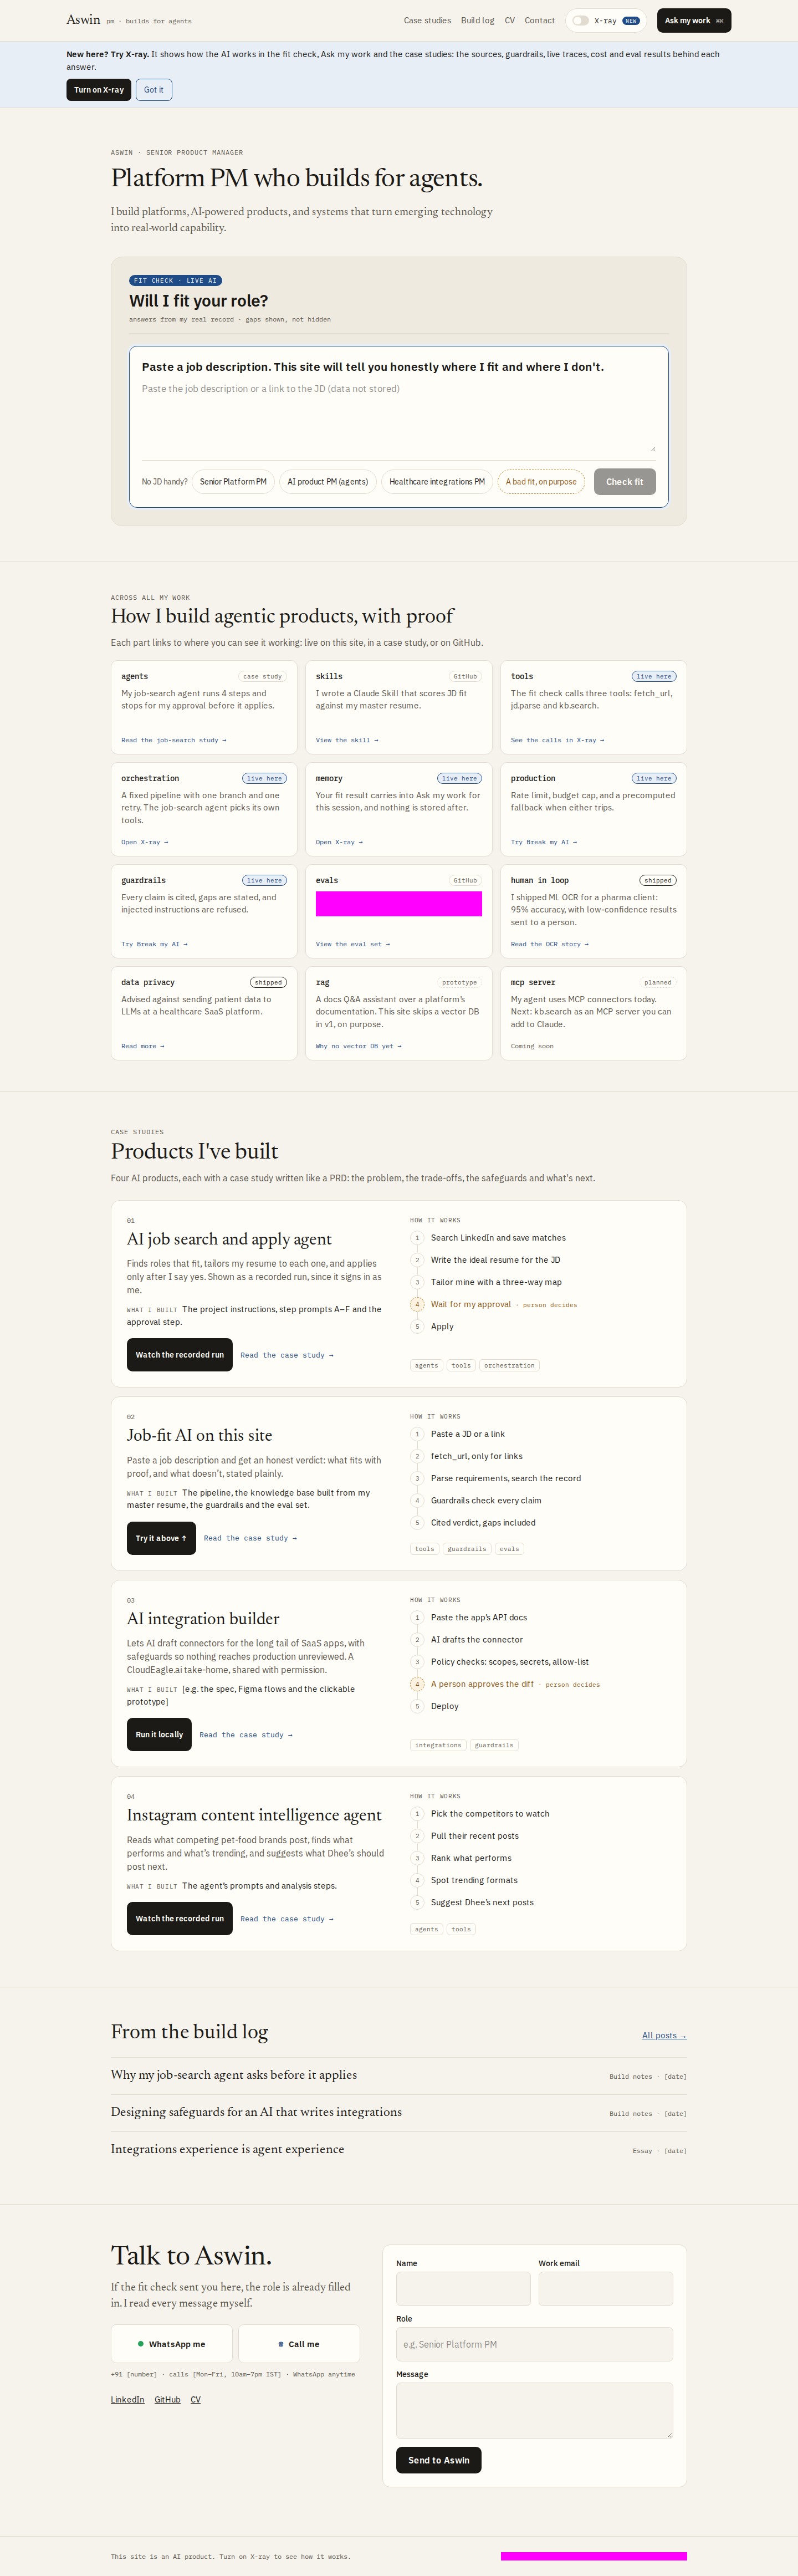 Aswin pm · builds for agents
Case studies Build log CV Contact X-ray NEW Ask my work ⌘K
New here? Try X-ray. It shows how the AI works in the fit check, Ask my work and the case studies: the sources, guardrails, live traces, cost and eval results behind an
answer.
Turn on X-ray Got it
ASWIN · SENIOR PRODUCT MANAGER
Platform PM who builds for agents.
I build platforms, AI-powered products, and systems that turn emerging technology
into real-world capability.
FIT CHECK · LIVE AI
Will I fit your role?
answers from my real record · gaps shown, not hidden
Paste a job description. This site will tell you honestly where I fit and where I don't.
Paste the job description or a link to the JD (data not stored)
No JD handy? Senior Platform PM AI product PM (agents) Healthcare integrations PM A bad fit, on purpose Check fit
ACROSS ALL MY WORK
How I build agentic products, with proof
Each part links to where you can see it working: live on this site, in a case study, or on GitHub.
agents case study
My job-search agent runs 4 steps and
stops for my approval before it applies.
Read the job-search study →
skills GitHub
I wrote a Claude Skill that scores JD fit
against my master resume.
View the skill →
tools live here
The fit check calls three tools: fetch_url,
jd.parse and kb.search.
See the calls in X-ray →
orchestration live here
A fixed pipeline with one branch and one
retry. The job-search agent picks its own
tools.
Open X-ray →
memory live here
Your fit result carries into Ask my work for
this session, and nothing is stored after.
Open X-ray →
production live here
Rate limit, budget cap, and a precomputed
fallback when either trips.
Try Break my AI →
guardrails live here
Every claim is cited, gaps are stated, and
injected instructions are refused.
Try Break my AI →
evals GitHub
View the eval set →
human in loop shipped
I shipped ML OCR for a pharma client:
95% accuracy, with low-confidence results
sent to a person.
Read the OCR story →
data privacy shipped
Advised against sending patient data to
LLMs at a healthcare SaaS platform.
Read more →
rag prototype
A docs Q&A assistant over a platform's
documentation. This site skips a vector DB
in v1, on purpose.
Why no vector DB yet →
mcp server planned
My agent uses MCP connectors today.
Next: kb.search as an MCP server you can
add to Claude.
Coming soon
CASE STUDIES
Products I've built
Four AI products, each with a case study written like a PRD: the problem, the trade-offs, the safeguards and what's next.
01
AI job search and apply agent
Finds roles that fit, tailors my resume to each one, and applies
only after I say yes. Shown as a recorded run, since it signs in as
me.
WHAT I BUILT The project instructions, step prompts A–F and the
approval step.
Watch the recorded run Read the case study →
HOW IT WORKS
1 Search LinkedIn and save matches
2 Write the ideal resume for the JD
3 Tailor mine with a three-way map
4 Wait for my approval · person decides
5 Apply
agents tools orchestration
02
Job-fit AI on this site
Paste a job description and get an honest verdict: what fits with
proof, and what doesn't, stated plainly.
WHAT I BUILT The pipeline, the knowledge base built from my
master resume, the guardrails and the eval set.
Try it above ↑ Read the case study →
HOW IT WORKS
1 Paste a JD or a link
2 fetch_url, only for links
3 Parse requirements, search the record
4 Guardrails check every claim
5 Cited verdict, gaps included
tools guardrails evals
03
AI integration builder
Lets AI draft connectors for the long tail of SaaS apps, with
safeguards so nothing reaches production unreviewed. A
CloudEagle.ai take-home, shared with permission.
WHAT I BUILT [e.g. the spec, Figma flows and the clickable
prototype]
Run it locally Read the case study →
HOW IT WORKS
1 Paste the app's API docs
2 AI drafts the connector
3 Policy checks: scopes, secrets, allow-list
4 A person approves the diff · person decides
5 Deploy
integrations guardrails
04
Instagram content intelligence agent
Reads what competing pet-food brands post, finds what
performs and what's trending, and suggests what Dhee's should
post next.
WHAT I BUILT The agent's prompts and analysis steps.
Watch the recorded run Read the case study →
HOW IT WORKS
1 Pick the competitors to watch
2 Pull their recent posts
3 Rank what performs
4 Spot trending formats
5 Suggest Dhee's next posts
agents tools
From the build log
All posts →
Why my job-search agent asks before it applies Build notes · [date]
Designing safeguards for an AI that writes integrations Build notes · [date]
Integrations experience is agent experience Essay · [date]
Talk to Aswin.
If the fit check sent you here, the role is already filled
in. I read every message myself.
WhatsApp me ☎ Call me
+91 [number] · calls [Mon–Fri, 10am–7pm IST] · WhatsApp anytime
LinkedIn GitHub CV
Name Work email
Role
e.g. Senior Platform PM
Message
Send to Aswin
This site is an AI product. Turn on X-ray to see how it works.